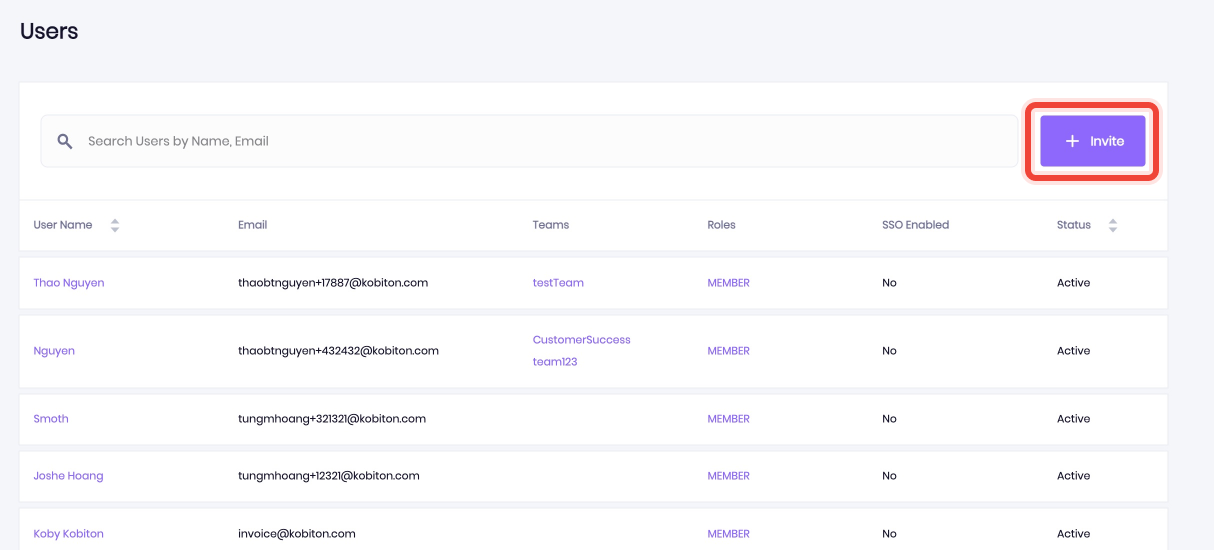 Users
Search Users by Name, Email
+ Invite
User Name Email Teams Roles SSO Enabled Status
Thao Nguyen thaobtnguyen+17887@kobiton.com testTeam MEMBER No Active
Nguyen thaobtnguyen+432432@kobiton.com CustomerSuccess MEMBER No Active
team123
Smoth tungmhoang+321321@kobiton.com MEMBER No Active
Joshe Hoang tungmhoang+12321@kobiton.com MEMBER No Active
Koby Kobiton invoice@kobiton.com MEMBER No Active